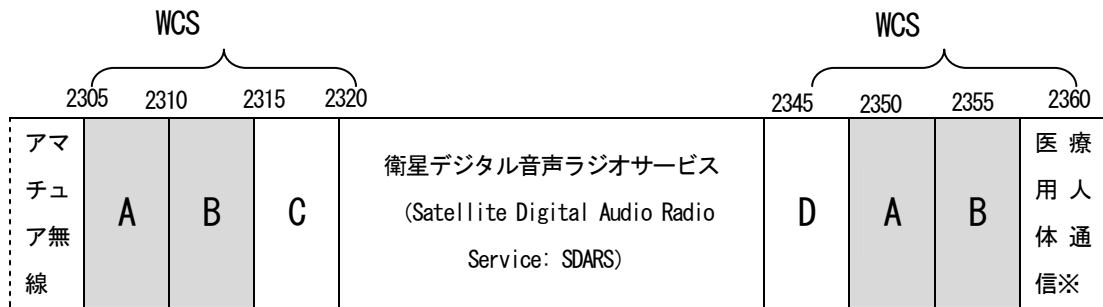 WCS
WCS
2305 2310 2315 2320 2345 2350 2355 2360
アマ
チュ
ア無
線
A
B
C
衛星デジタル音声ラジオサービス
(Satellite Digital Audio Radio
Service: SDARS)
D
A
B
医療
用人
体通
信※